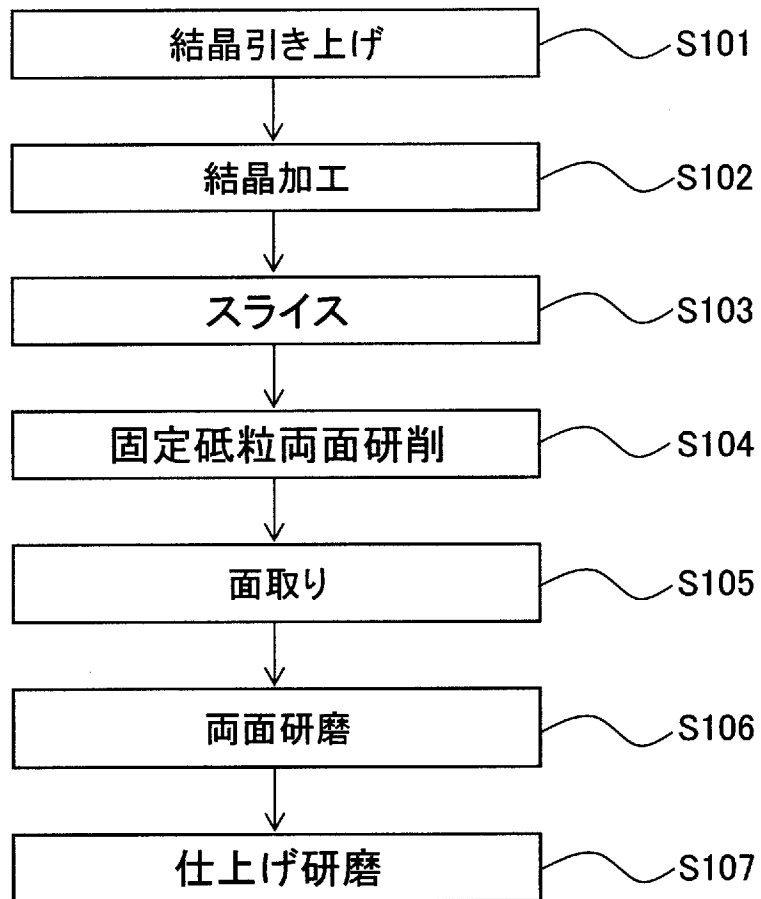 結晶引き上げ S101
結晶加工 S102
スライス S103
固定砥粒両面研削 S104
面取り S105
両面研磨 S106
仕上げ研磨 S107